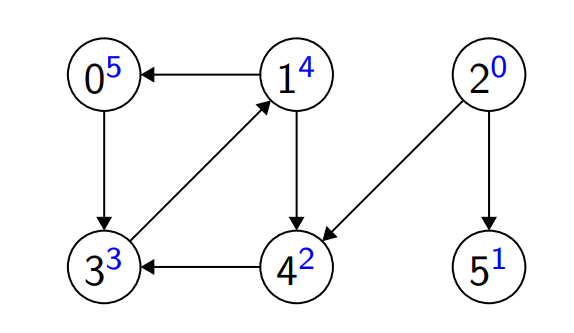 0⁵ 1⁴ 2⁰
3³ 4² 5¹